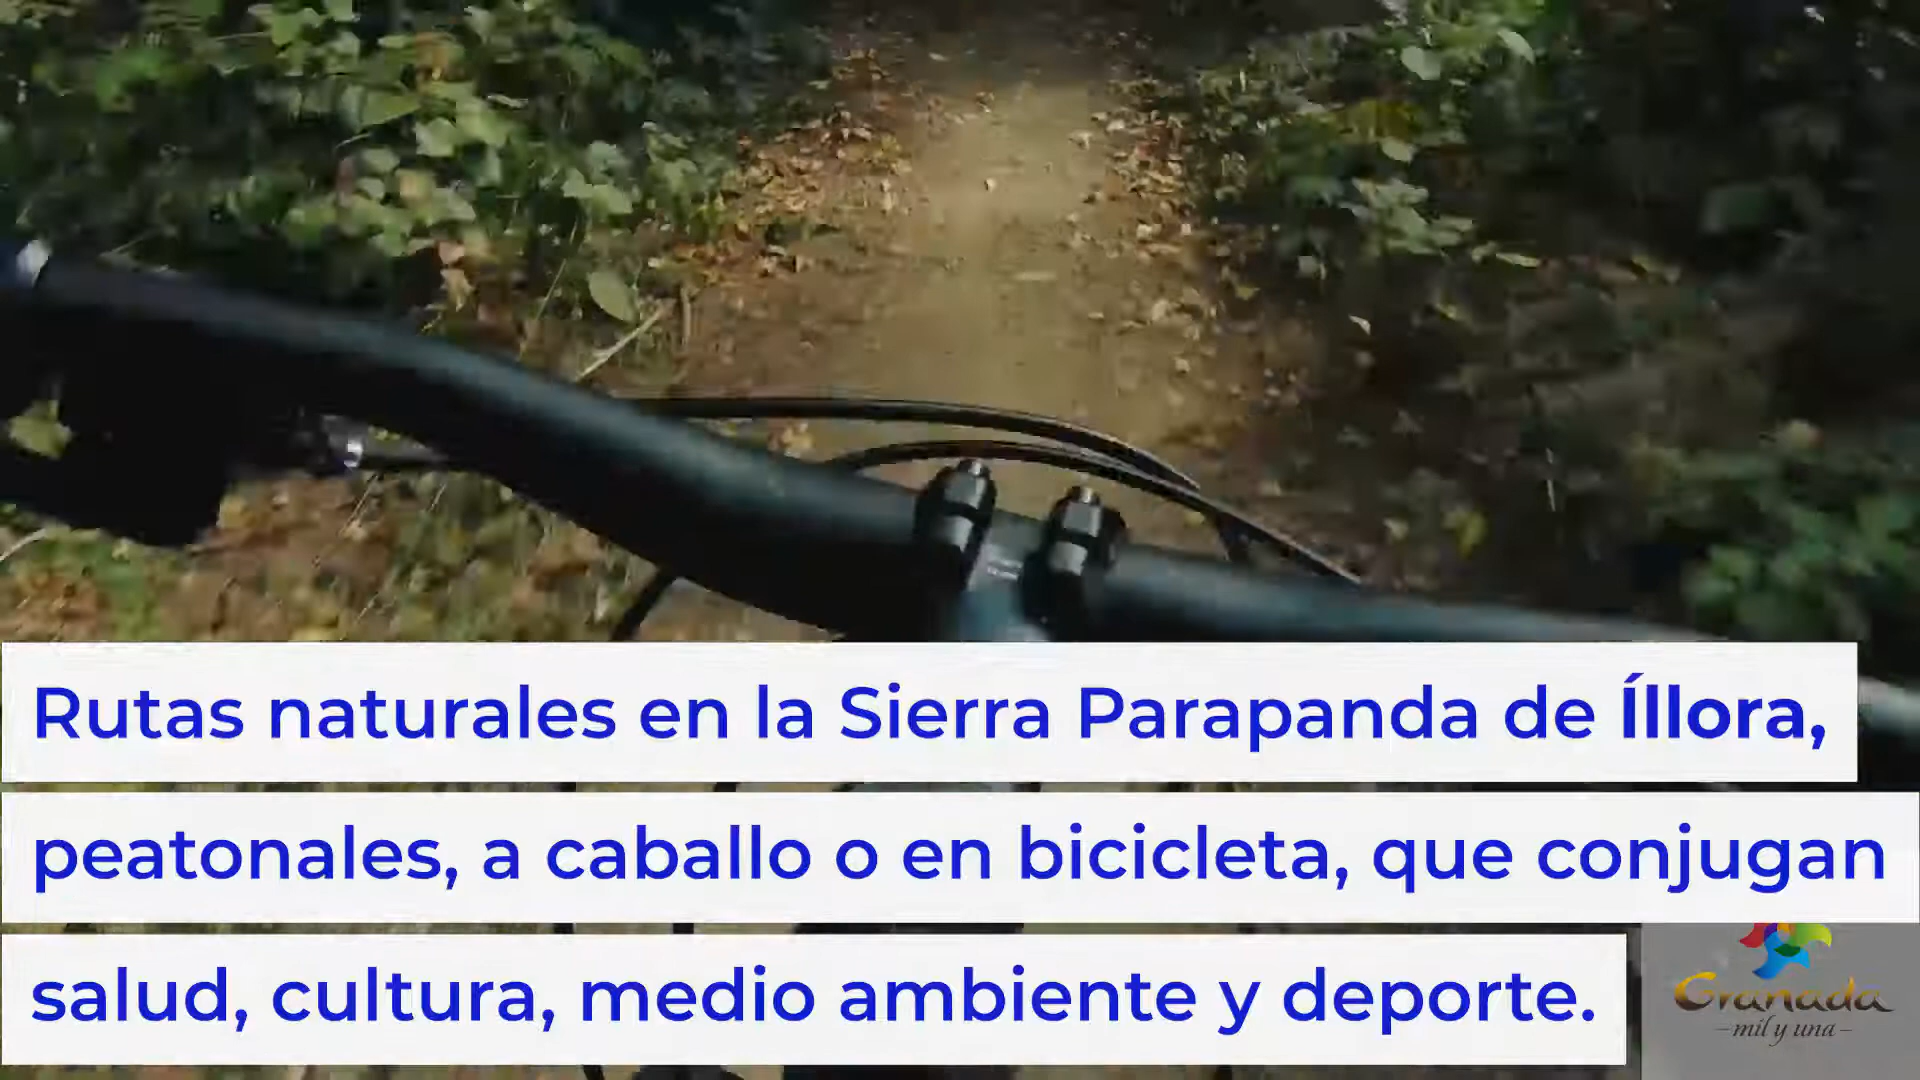 Rutas naturales en la Sierra Parapanda de Íllora,
peatonales, a caballo o en bicicleta, que conjugan
salud, cultura, medio ambiente y deporte.
Granada
mil y una